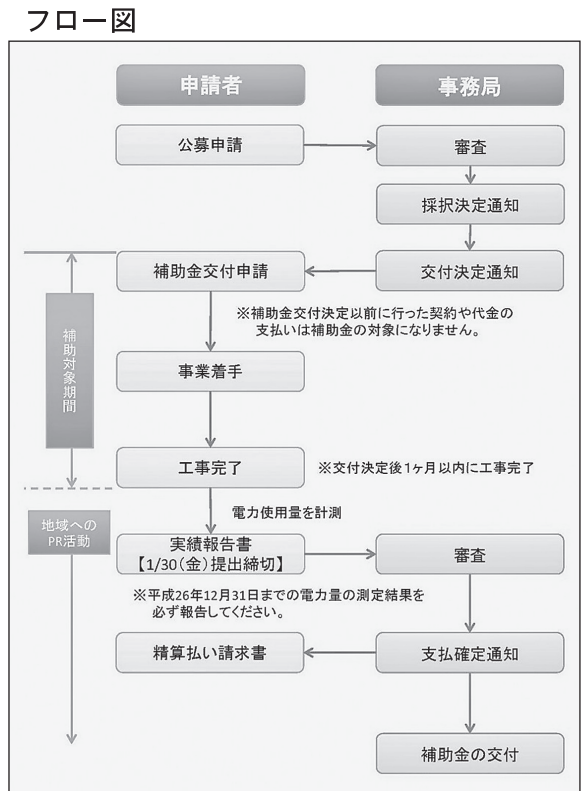 フロー図
申請者
事務局
公募申請
審査
採択決定通知
補助金交付申請
交付決定通知
※補助金交付決定以前に行った契約や代金の
支払いは補助金の対象になりません。
補助対象期間
事業着手
工事完了
※交付決定後1ヶ月以内に工事完了
電力使用量を計測
地域への
PR活動
実績報告書
【1/30(金)提出締切】
審査
※平成26年12月31日までの電力量の測定結果を
必ず報告してください。
精算払い請求書
支払確定通知
補助金の交付